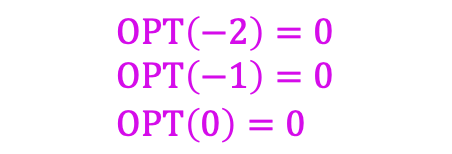 OPT(−2) = 0
OPT(−1) = 0
OPT(0) = 0